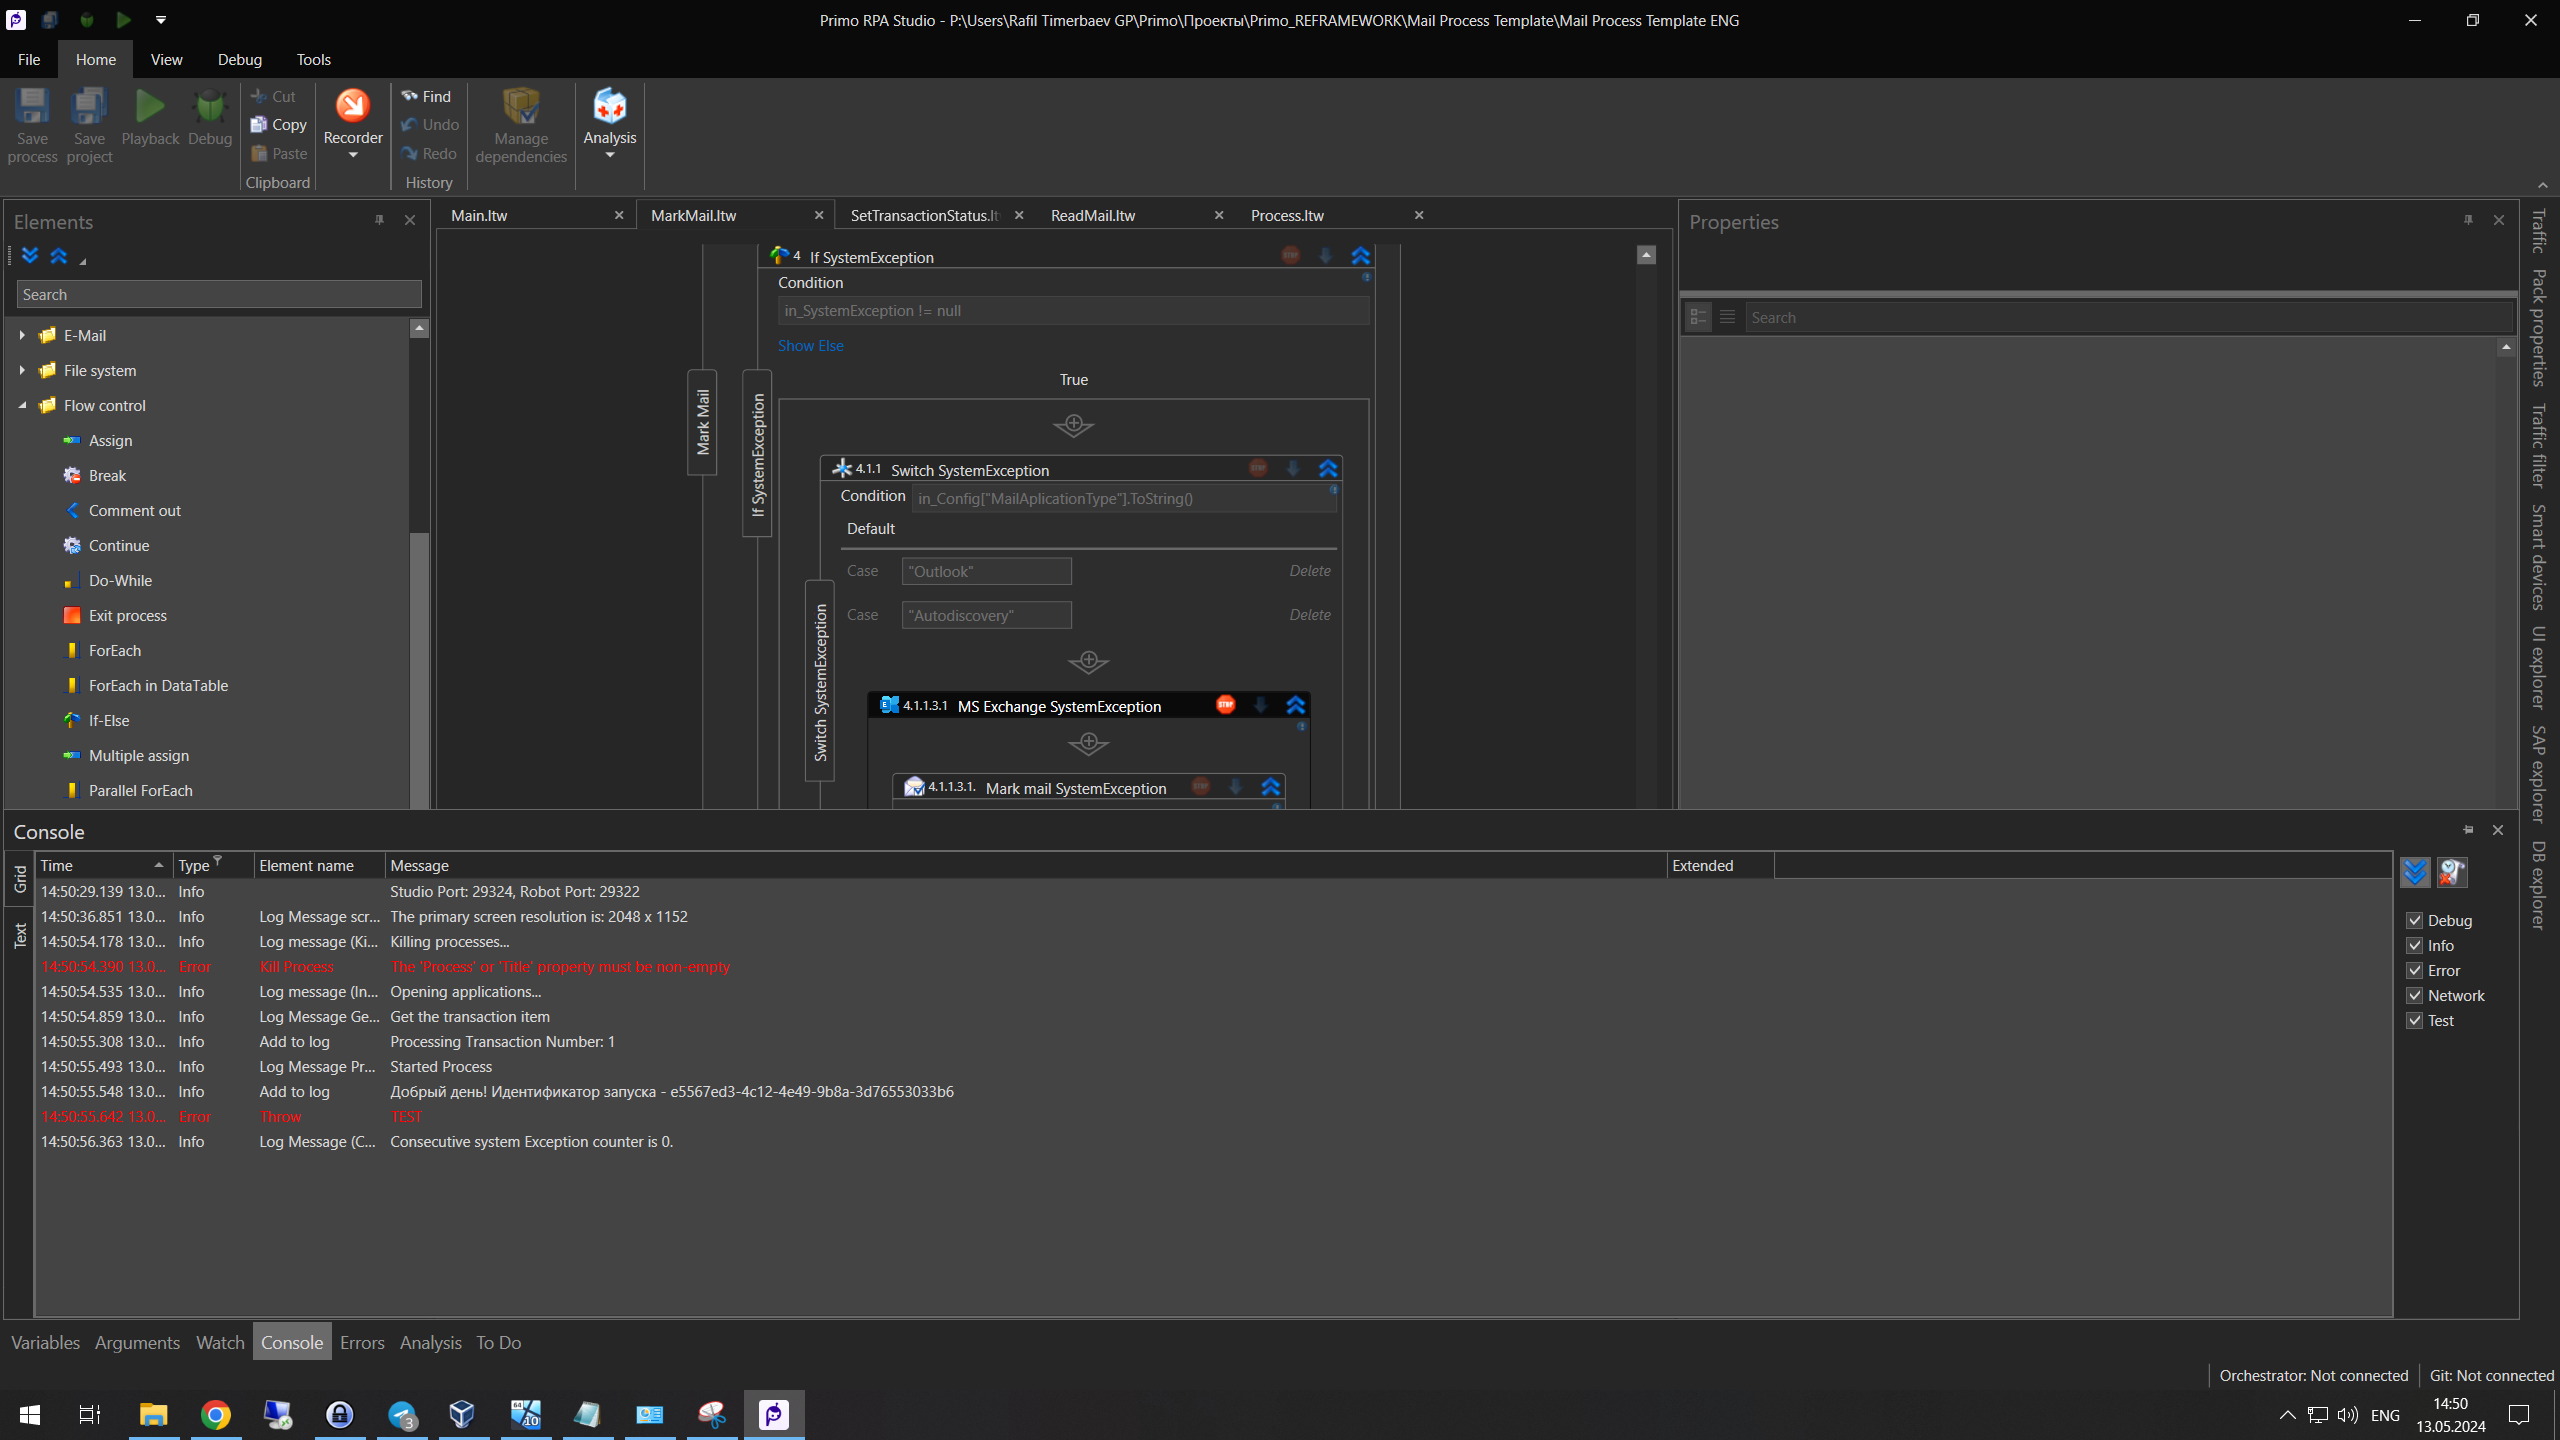 Primo RPA Studio - P:\Users\Rafil Timerbaev GP\Primo\Проекты\Primo_REFRAMEWORK\Mail Process Template\Mail Process Template ENG
File Home View Debug Tools
Save process
Save project
Playback
Debug
Cut
Copy
Paste
Clipboard
Recorder
Find
Undo
Redo
History
Manage dependencies
Analysis
Elements
Search
E-Mail
File system
Flow control
Assign
Break
Comment out
Continue
Do-While
Exit process
ForEach
ForEach in DataTable
If-Else
Multiple assign
Parallel ForEach
Main.ltw
MarkMail.ltw
SetTransactionStatus.lt
ReadMail.ltw
Process.ltw
Mark Mail
If SystemException
4 If SystemException
Condition
in_SystemException != null
Show Else
True
Switch SystemException
4.1.1 Switch SystemException
Condition in_Config["MailAplicationType"].ToString()
Default
Case "Outlook" Delete
Case "Autodiscovery" Delete
4.1.1.3.1 MS Exchange SystemException
4.1.1.3.1. Mark mail SystemException
Properties
Search
Traffic
Pack properties
Traffic filter
Smart devices
UI explorer
SAP explorer
DB explorer
Console
Grid
Text
Time Type Element name Message Extended
14:50:29.139 13.0... Info Studio Port: 29324, Robot Port: 29322
14:50:36.851 13.0... Info Log Message scr... The primary screen resolution is: 2048 x 1152
14:50:54.178 13.0... Info Log message (Ki... Killing processes...
14:50:54.390 13.0... Error Kill Process The 'Process' or 'Title' property must be non-empty
14:50:54.535 13.0... Info Log message (In... Opening applications...
14:50:54.859 13.0... Info Log Message Ge... Get the transaction item
14:50:55.308 13.0... Info Add to log Processing Transaction Number: 1
14:50:55.493 13.0... Info Log Message Pr... Started Process
14:50:55.548 13.0... Info Add to log Добрый день! Идентификатор запуска - e5567ed3-4c12-4e49-9b8a-3d76553033b6
14:50:55.642 13.0... Error Throw TEST
14:50:56.363 13.0... Info Log Message (C... Consecutive system Exception counter is 0.
Debug
Info
Error
Network
Test
Variables Arguments Watch Console Errors Analysis To Do
Orchestrator: Not connected Git: Not connected
3
64
10
ENG
14:50
13.05.2024